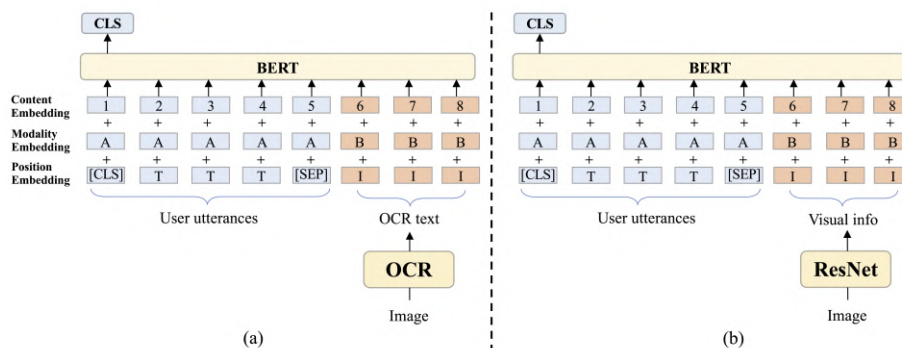 CLS
BERT
Content Embedding 1 2 3 4 5 6 7 8
+ + + + + + + +
Modality Embedding A A A A A B B B
+ + + + + + + +
Position Embedding [CLS] T T T [SEP] I I I
User utterances OCR text
OCR
Image
(a)
CLS
BERT
1 2 3 4 5 6 7 8
+ + + + + + + +
A A A A A B B B
+ + + + + + + +
[CLS] T T T [SEP] I I I
User utterances Visual info
ResNet
Image
(b)